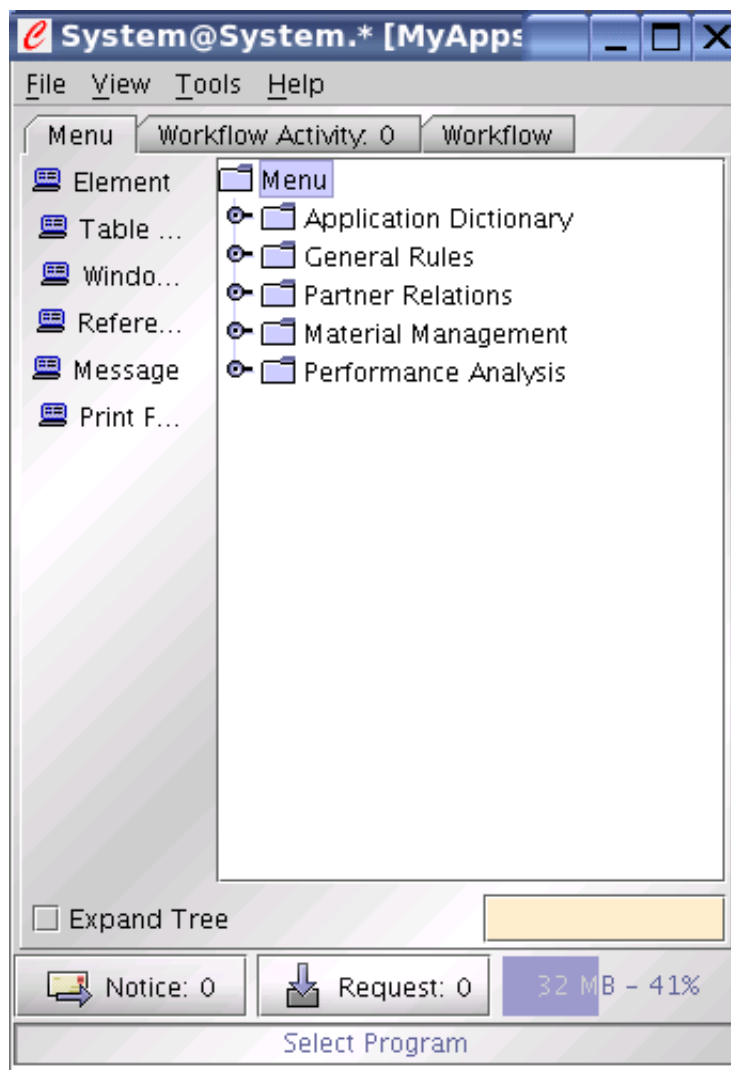 System@System.* [MyApps
File View Tools Help
Menu Workflow Activity: 0 Workflow
Element
Table ...
Windo...
Refere...
Message
Print F...
Menu
Application Dictionary
General Rules
Partner Relations
Material Management
Performance Analysis
Expand Tree
Notice: 0 Request: 0 32 MB - 41%
Select Program